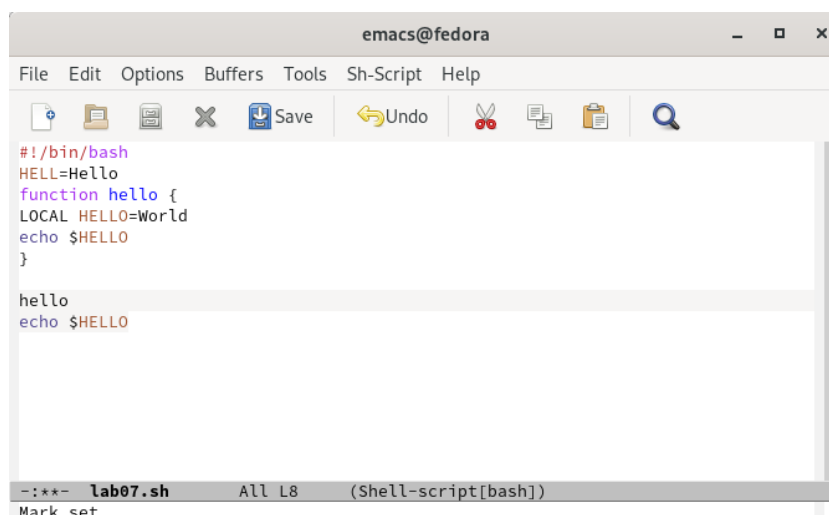 emacs@fedora
File Edit Options Buffers Tools Sh-Script Help
Save Undo
#!/bin/bash
HELL=Hello
function hello {
LOCAL HELLO=World
echo $HELLO
}
hello
echo $HELLO
-:**- lab07.sh All L8 (Shell-script[bash])
Mark set